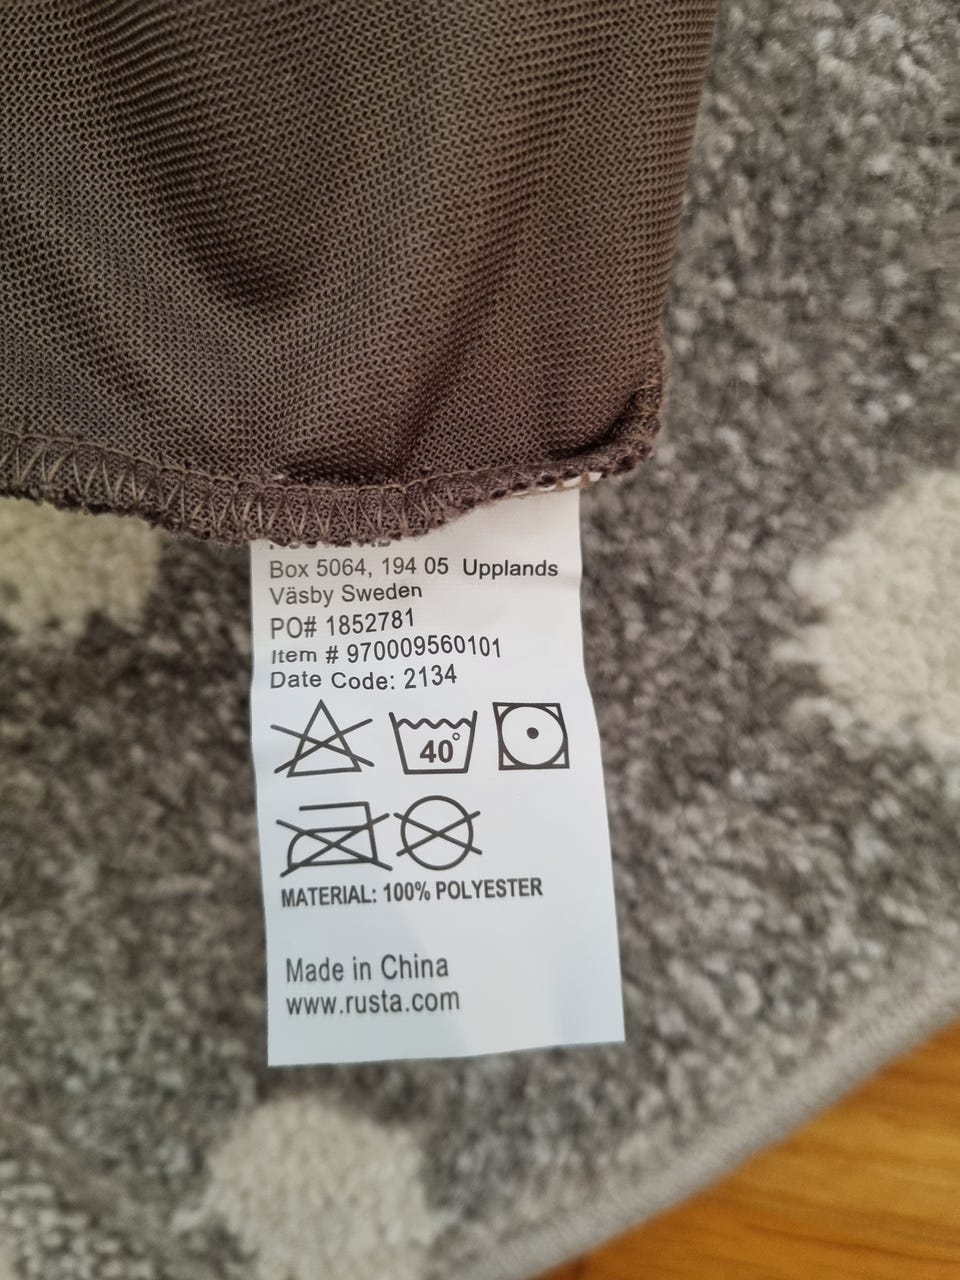 Box 5064, 194 05 Upplands
Väsby Sweden
PO# 1852781
Item # 970009560101
Date Code: 2134
40°
MATERIAL: 100% POLYESTER
Made in China
www.rusta.com